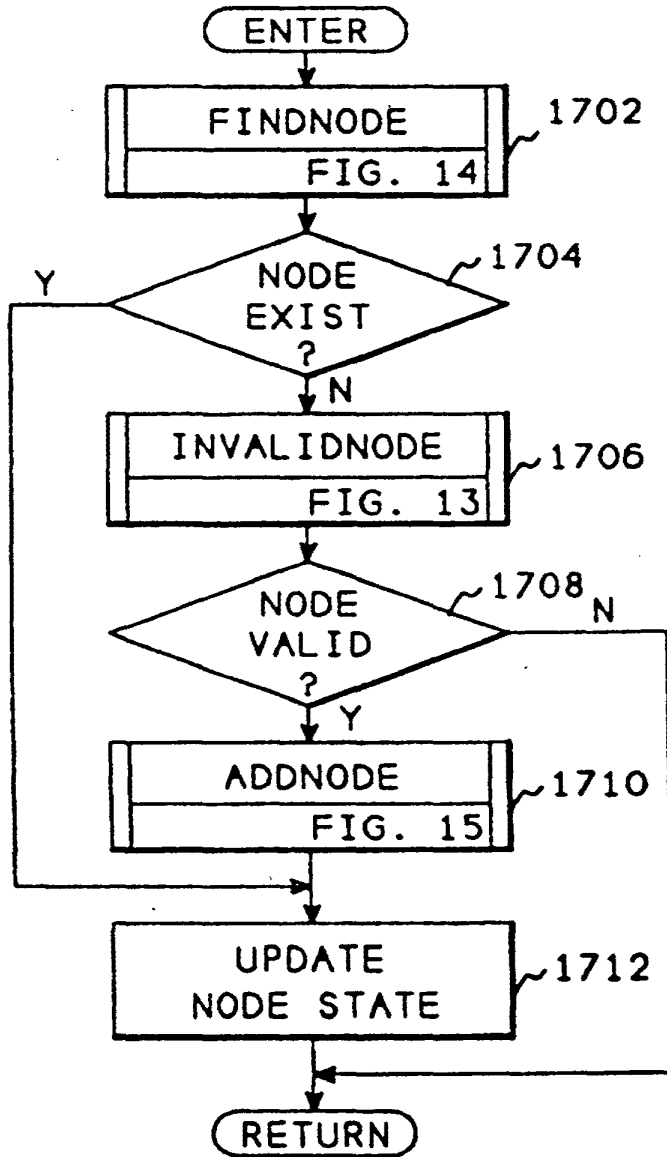 ENTER
FINDNODE
FIG. 14
1702
NODE
EXIST
?
1704
Y
N
INVALIDNODE
FIG. 13
1706
NODE
VALID
?
1708
N
Y
ADDNODE
FIG. 15
1710
UPDATE
NODE STATE
1712
RETURN